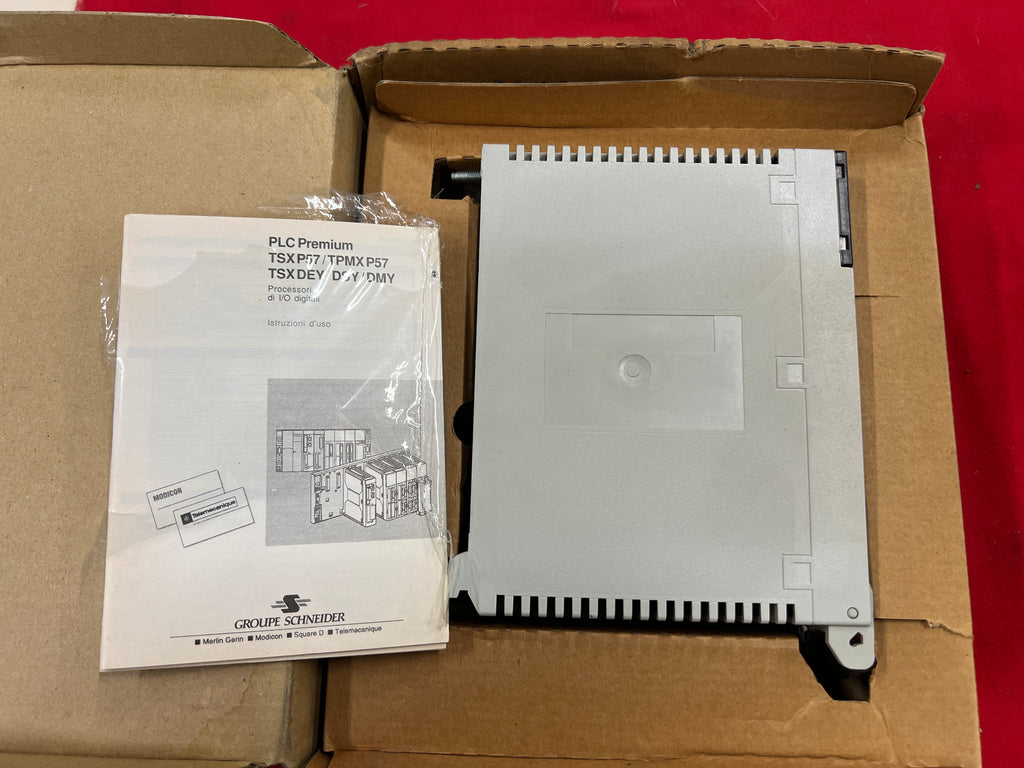 PLC Premium
TSX P57 / TPMX P57
TSX DEY / DSY / DMY
Processori
di I/O digitali
Istruzioni d'uso
MODICON
Telemecanique
GROUPE SCHNEIDER
■ Merlin Gerin ■ Modicon ■ Square D ■ Telemecanique